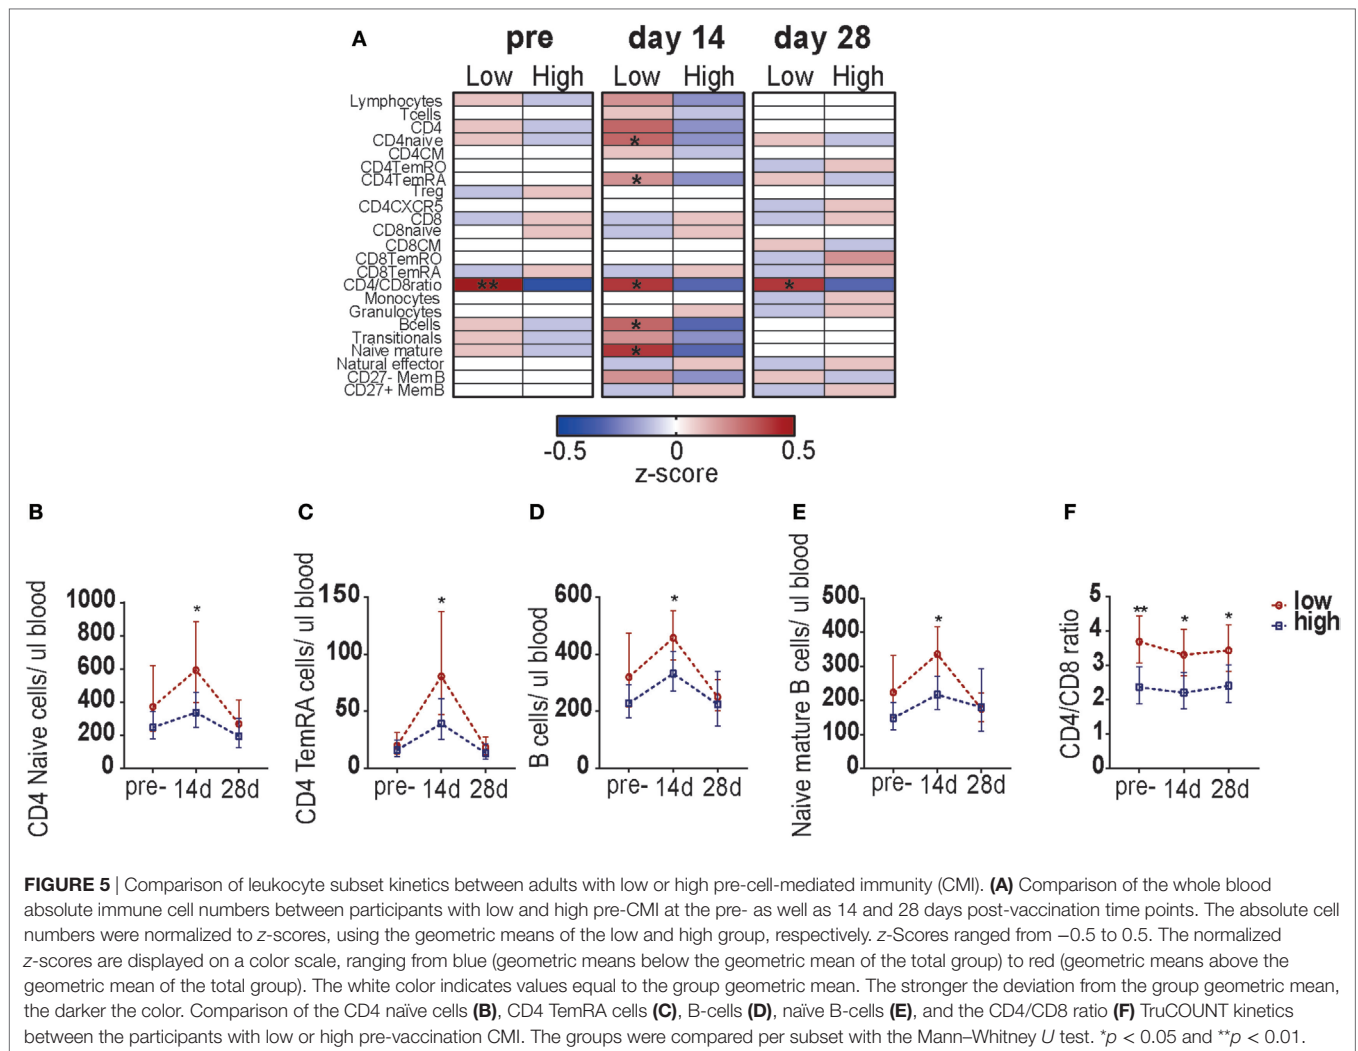 A
pre day 14 day 28
Low High Low High Low High
Lymphocytes
Tcells
CD4
CD4naive *
CD4CM
CD4TemRO
CD4TemRA *
Treg
CD4CXCR5
CD8
CD8naive
CD8CM
CD8TemRO
CD8TemRA
CD4/CD8ratio ** * *
Monocytes
Granulocytes
Bcells *
Transitionals
Naive mature *
Natural effector
CD27- MemB
CD27+ MemB
-0.5 0 0.5
z-score
B
CD4 Naive cells/ ul blood
1000
800
600
400
200
0
*
pre- 14d 28d
C
CD4 TemRA cells/ ul blood
150
100
50
0
*
pre- 14d 28d
D
B cells/ ul blood
600
400
200
0
*
pre- 14d 28d
E
Naive mature B cells/ ul blood
500
400
300
200
100
0
*
pre- 14d 28d
F
CD4/CD8 ratio
5
4
3
2
1
0
** * *
pre- 14d 28d
low
high
FIGURE 5 | Comparison of leukocyte subset kinetics between adults with low or high pre-cell-mediated immunity (CMI). (A) Comparison of the whole blood
absolute immune cell numbers between participants with low and high pre-CMI at the pre- as well as 14 and 28 days post-vaccination time points. The absolute cell
numbers were normalized to z-scores, using the geometric means of the low and high group, respectively. z-Scores ranged from −0.5 to 0.5. The normalized
z-scores are displayed on a color scale, ranging from blue (geometric means below the geometric mean of the total group) to red (geometric means above the
geometric mean of the total group). The white color indicates values equal to the group geometric mean. The stronger the deviation from the group geometric mean,
the darker the color. Comparison of the CD4 naïve cells (B), CD4 TemRA cells (C), B-cells (D), naïve B-cells (E), and the CD4/CD8 ratio (F) TruCOUNT kinetics
between the participants with low or high pre-vaccination CMI. The groups were compared per subset with the Mann–Whitney U test. *p < 0.05 and **p < 0.01.